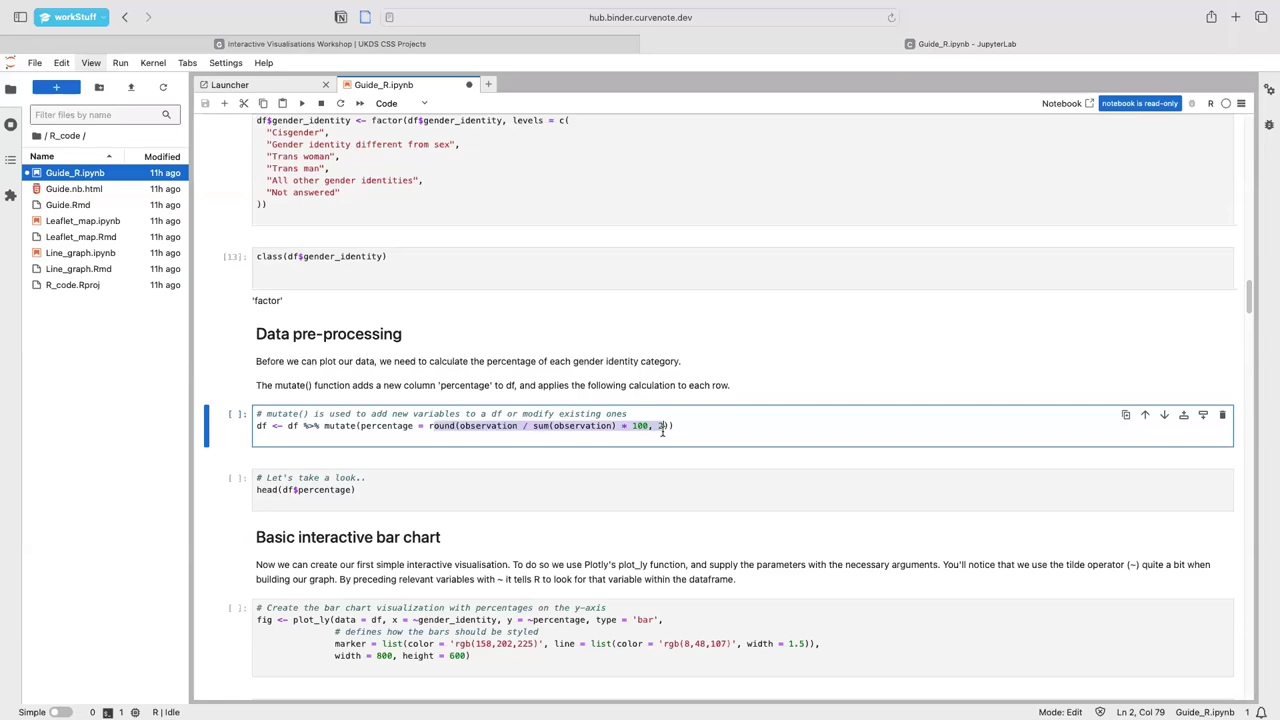 workStuff
hub.binder.curvenote.dev
Interactive Visualisations Workshop | UKDS CSS Projects
Guide_R.ipynb - JupyterLab
File Edit View Run Kernel Tabs Settings Help
Launcher
Guide_R.ipynb
Filter files by name
/ R_code /
Name Modified
Guide_R.ipynb 11h ago
Guide.nb.html 11h ago
Guide.Rmd 11h ago
Leaflet_map.ipynb 11h ago
Leaflet_map.Rmd 11h ago
Line_graph.ipynb 11h ago
Line_graph.Rmd 11h ago
R_code.Rproj 11h ago
Code
Notebook
notebook is read-only
R
df$gender_identity <- factor(df$gender_identity, levels = c(
"Cisgender",
"Gender identity different from sex",
"Trans woman",
"Trans man",
"All other gender identities",
"Not answered"
))
[13]: class(df$gender_identity)
'factor'
Data pre-processing
Before we can plot our data, we need to calculate the percentage of each gender identity category.
The mutate() function adds a new column 'percentage' to df, and applies the following calculation to each row.
[ ]: # mutate() is used to add new variables to a df or modify existing ones
df <- df %>% mutate(percentage = round(observation / sum(observation) * 100, 2))
[ ]: # Let's take a look..
head(df$percentage)
Basic interactive bar chart
Now we can create our first simple interactive visualisation. To do so we use Plotly's plot_ly function, and supply the parameters with the necessary arguments. You'll notice that we use the tilde operator (~) quite a bit when
building our graph. By preceding relevant variables with ~ it tells R to look for that variable within the dataframe.
[ ]: # Create the bar chart visualization with percentages on the y-axis
fig <- plot_ly(data = df, x = ~gender_identity, y = ~percentage, type = 'bar',
# defines how the bars should be styled
marker = list(color = 'rgb(158,202,225)', line = list(color = 'rgb(8,48,107)', width = 1.5)),
width = 800, height = 600)
Simple 0 1 R | Idle
Mode: Edit Ln 2, Col 79 Guide_R.ipynb 1